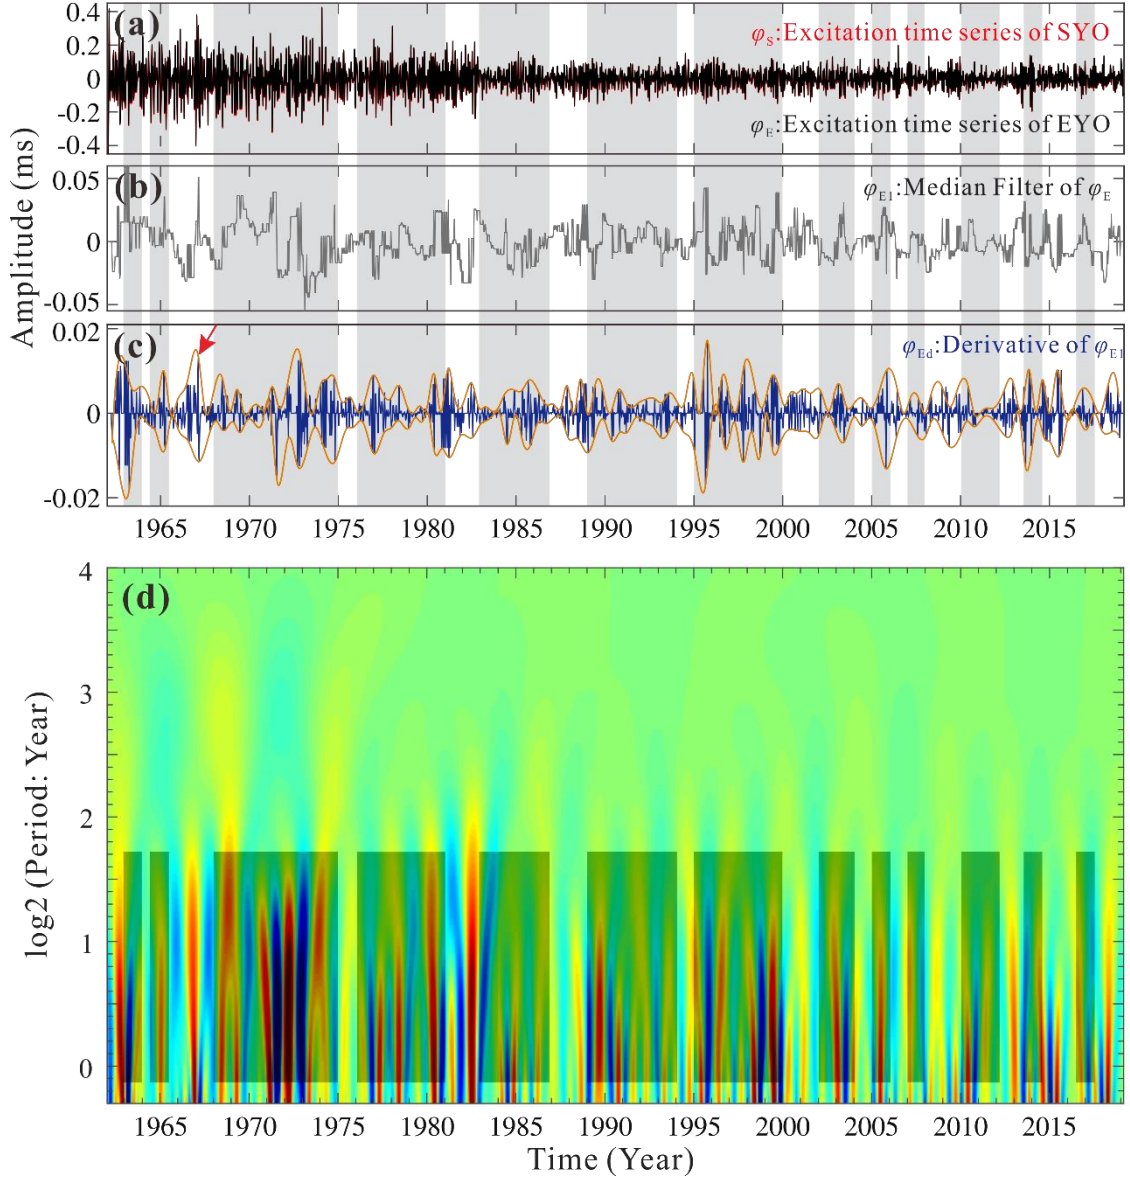 (a)
φS:Excitation time series of SYO
φE:Excitation time series of EYO
0.4
0.2
0
-0.2
-0.4
Amplitude (ms)
(b)
φE1:Median Filter of φE
0.05
0
-0.05
(c)
φEd:Derivative of φE1
0.02
0
-0.02
1965 1970 1975 1980 1985 1990 1995 2000 2005 2010 2015
(d)
4
3
2
1
0
log2 (Period: Year)
1965 1970 1975 1980 1985 1990 1995 2000 2005 2010 2015
Time (Year)